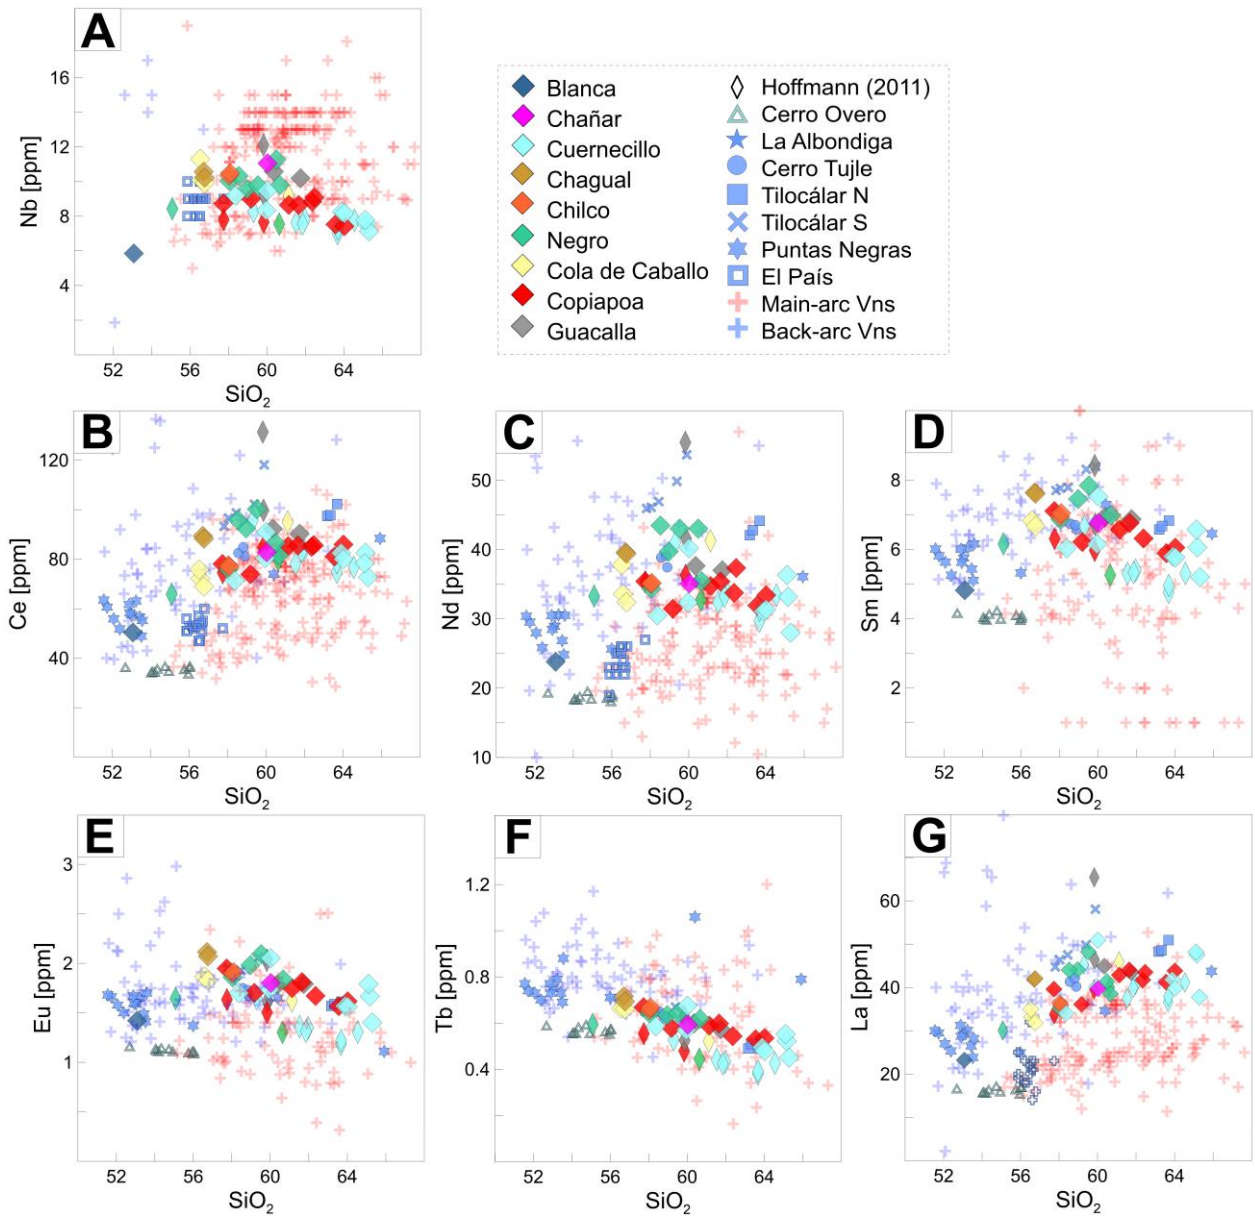 A
16
12
8
4
Nb [ppm]
52 56 60 64
SiO2
Blanca
Chañar
Cuernecillo
Chagual
Chilco
Negro
Cola de Caballo
Copiapoa
Guacalla
Hoffmann (2011)
Cerro Overo
La Albondiga
Cerro Tujle
Tilocálar N
Tilocálar S
Puntas Negras
El País
Main-arc Vns
Back-arc Vns
B
120
80
40
Ce [ppm]
52 56 60 64
SiO2
C
50
40
30
20
10
Nd [ppm]
52 56 60 64
SiO2
D
8
6
4
2
Sm [ppm]
52 56 60 64
SiO2
E
3
2
1
Eu [ppm]
52 56 60 64
SiO2
F
1.2
0.8
0.4
Tb [ppm]
52 56 60 64
SiO2
G
60
40
20
La [ppm]
52 56 60 64
SiO2